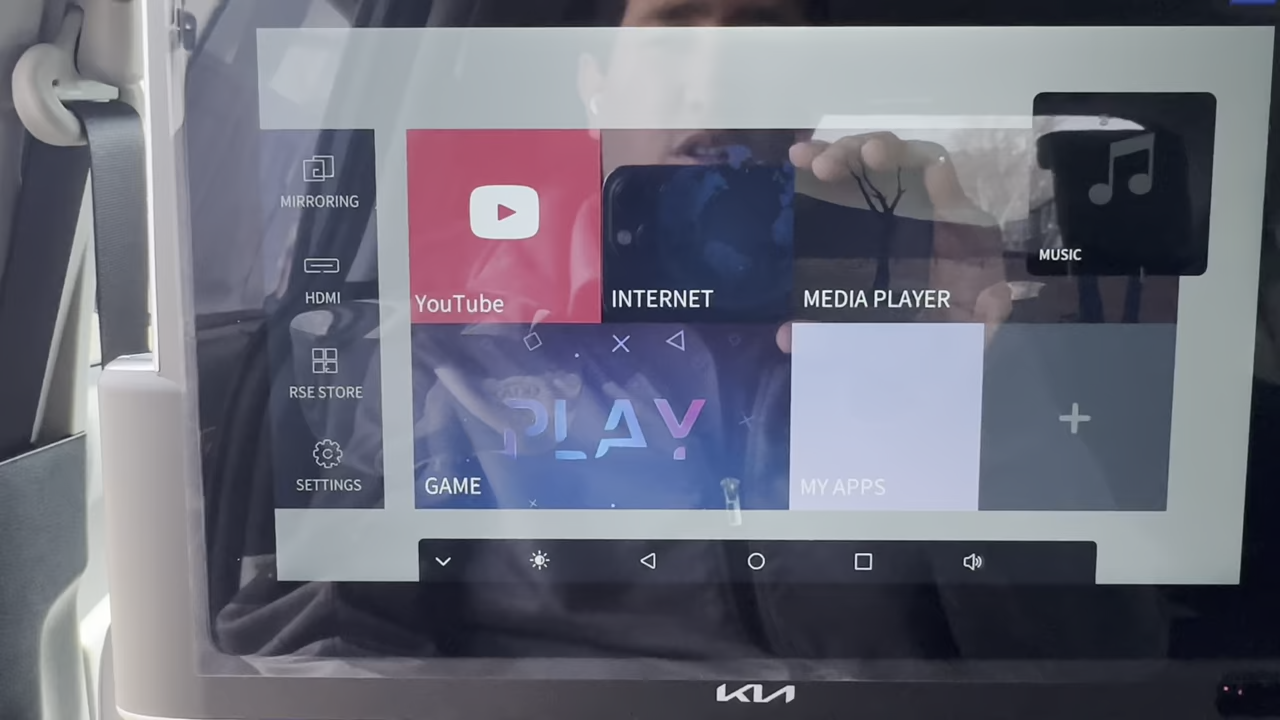 MIRRORING
HDMI
RSE STORE
SETTINGS
YouTube
INTERNET
MEDIA PLAYER
MUSIC
PLAY
GAME
MY APPS
KIA